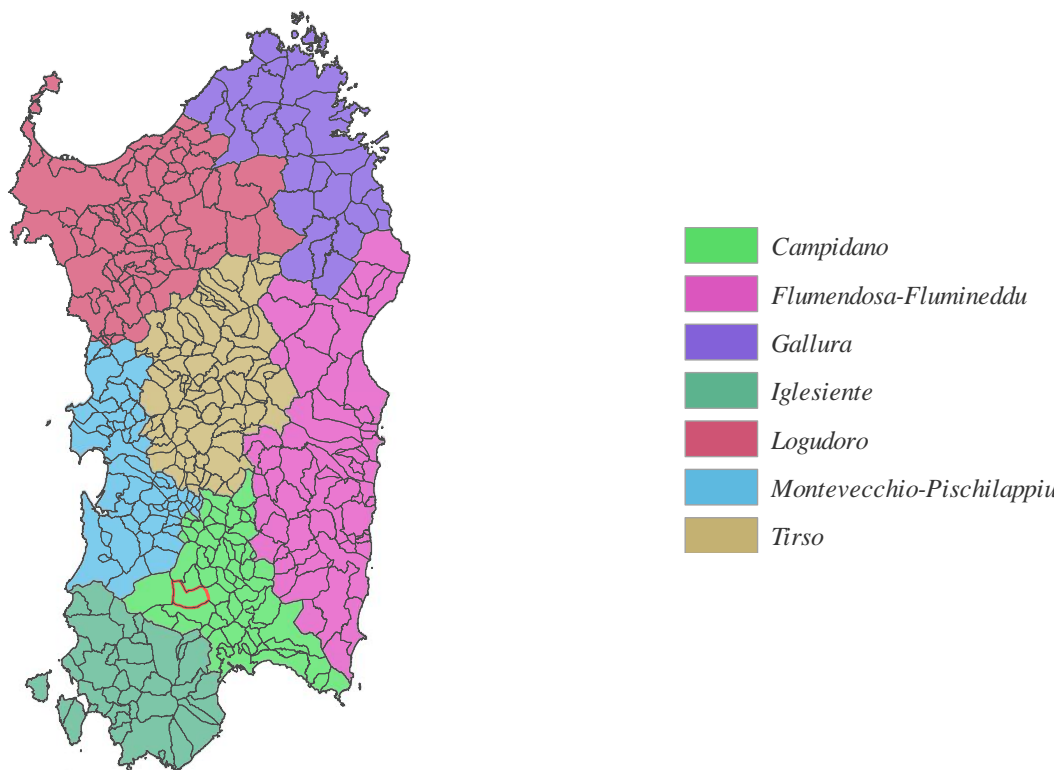 Campidano
Flumendosa-Flumineddu
Gallura
Iglesiente
Logudoro
Montevecchio-Pischilappiu
Tirso